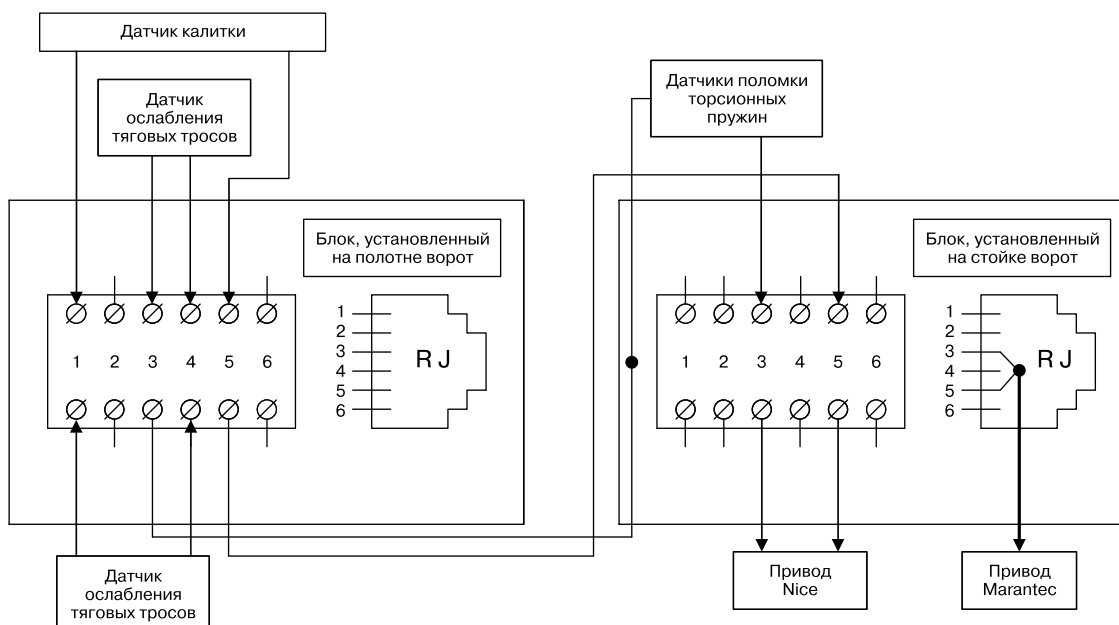 Датчик калитки
Датчик
ослабления
тяговых тросов
Датчики поломки
торсионных
пружин
Блок, установленный
на полотне ворот
1 2 3 4 5 6
1
2
3
4
5
6
R J
Блок, установленный
на стойке ворот
1 2 3 4 5 6
1
2
3
4
5
6
R J
Датчик
ослабления
тяговых тросов
Привод
Nice
Привод
Marantec